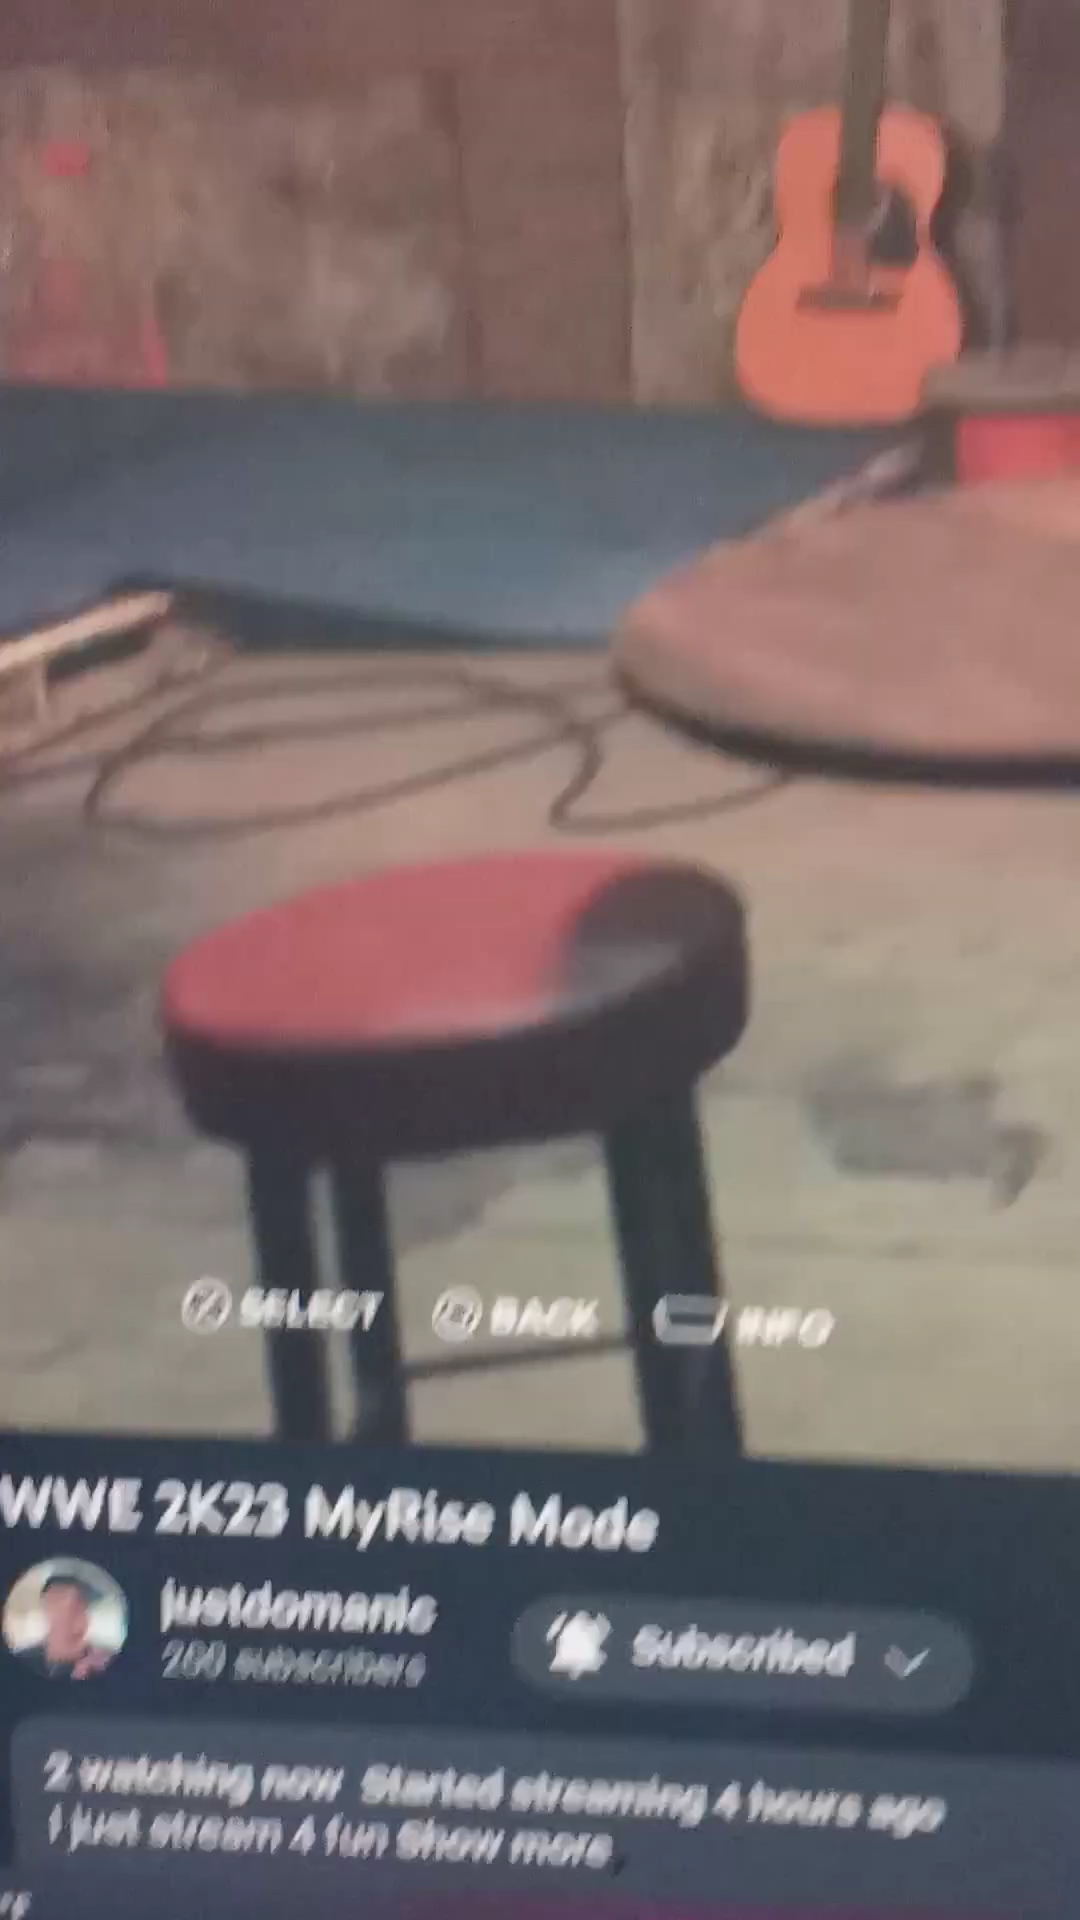 SELECT BACK INFO
WWE 2K23 MyRise Mode
justdomanic
200 subscribers
Subscribed
2 watching now Started streaming 4 hours ago
I just stream 4 fun Show more